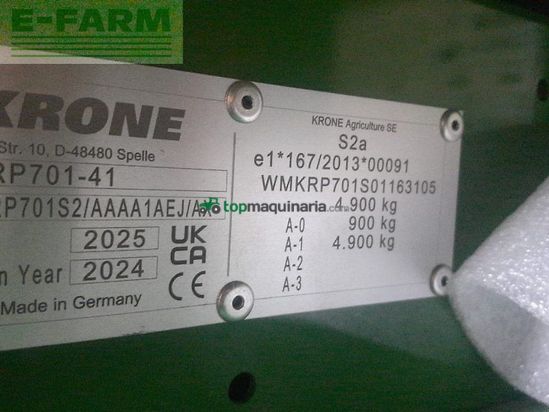 E-FARM
KRONE
Str. 10, D-48480 Spelle
RP701-41
RP701S2/AAAA1AEJ/
2025
UK
CA
n Year 2024
CE
Made in Germany
KRONE Agriculture SE
S2a
e1*167/2013*00091
WMKRP701S01163105
4.900 kg
A-0 900 kg
A-1 4.900 kg
A-2
A-3
topmaquinaria.com